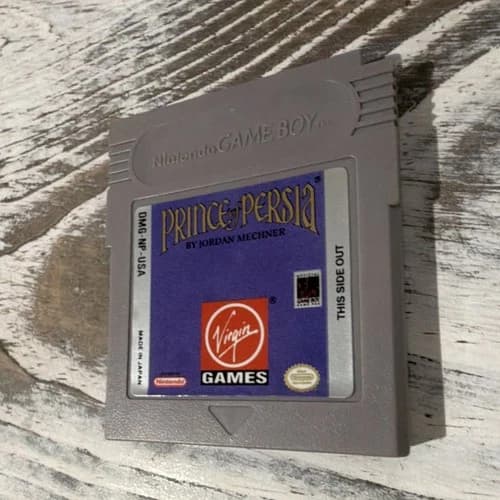 Nintendo GAME BOY
PRINCE of PERSIA
BY JORDAN MECHNER
DMG-NP-USA
MADE IN JAPAN
THIS SIDE OUT
Virgin
GAMES
Nintendo